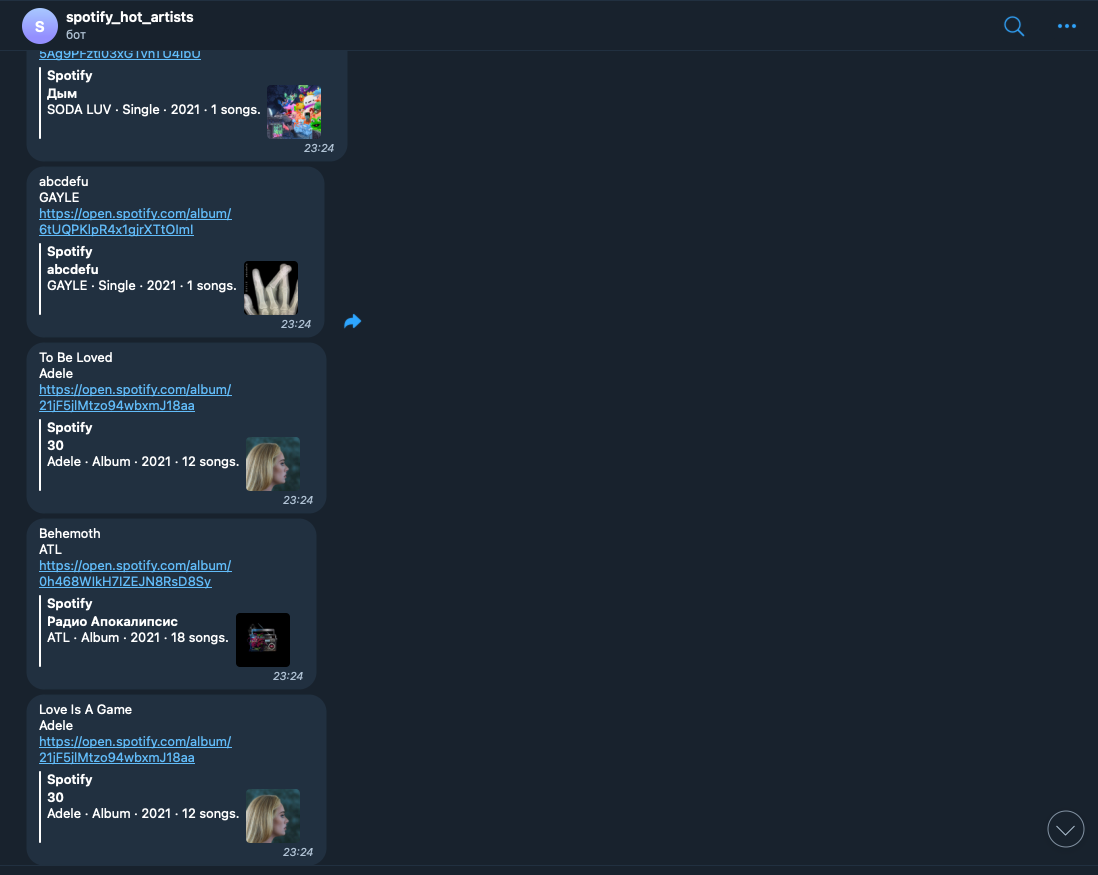 S
spotify_hot_artists
бот
Spotify
Дым
SODA LUV · Single · 2021 · 1 songs.
23:24
abcdefu
GAYLE
https://open.spotify.com/album/
6tUQPKlpR4x1gjrXTtOlmI
Spotify
abcdefu
GAYLE · Single · 2021 · 1 songs.
23:24
To Be Loved
Adele
https://open.spotify.com/album/
21jF5jlMtzo94wbxmJ18aa
Spotify
30
Adele · Album · 2021 · 12 songs.
23:24
Behemoth
ATL
https://open.spotify.com/album/
0h468WlkH7IZEJN8RsD8Sy
Spotify
Радио Апокалипсис
ATL · Album · 2021 · 18 songs.
23:24
Love Is A Game
Adele
https://open.spotify.com/album/
21jF5jlMtzo94wbxmJ18aa
Spotify
30
Adele · Album · 2021 · 12 songs.
23:24